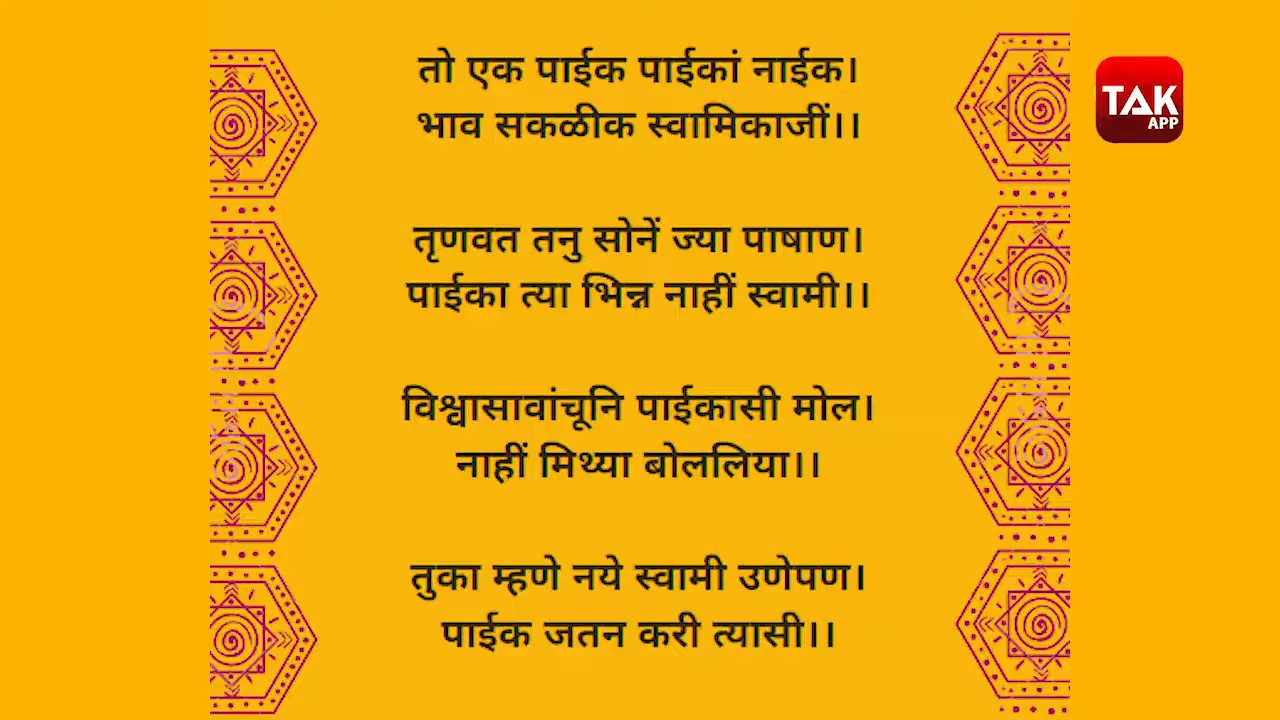 तो एक पाईक पाईकां नाईक।
भाव सकळीक स्वामिकाजीं।।
तृणवत तनु सोनें ज्या पाषाण।
पाईका त्या भिन्न नाहीं स्वामी।।
विश्वासावांचूनि पाईकासी मोल।
नाहीं मिथ्या बोललिया।।
तुका म्हणे नये स्वामी उणेपण।
पाईक जतन करी त्यासी।।
TAK
APP